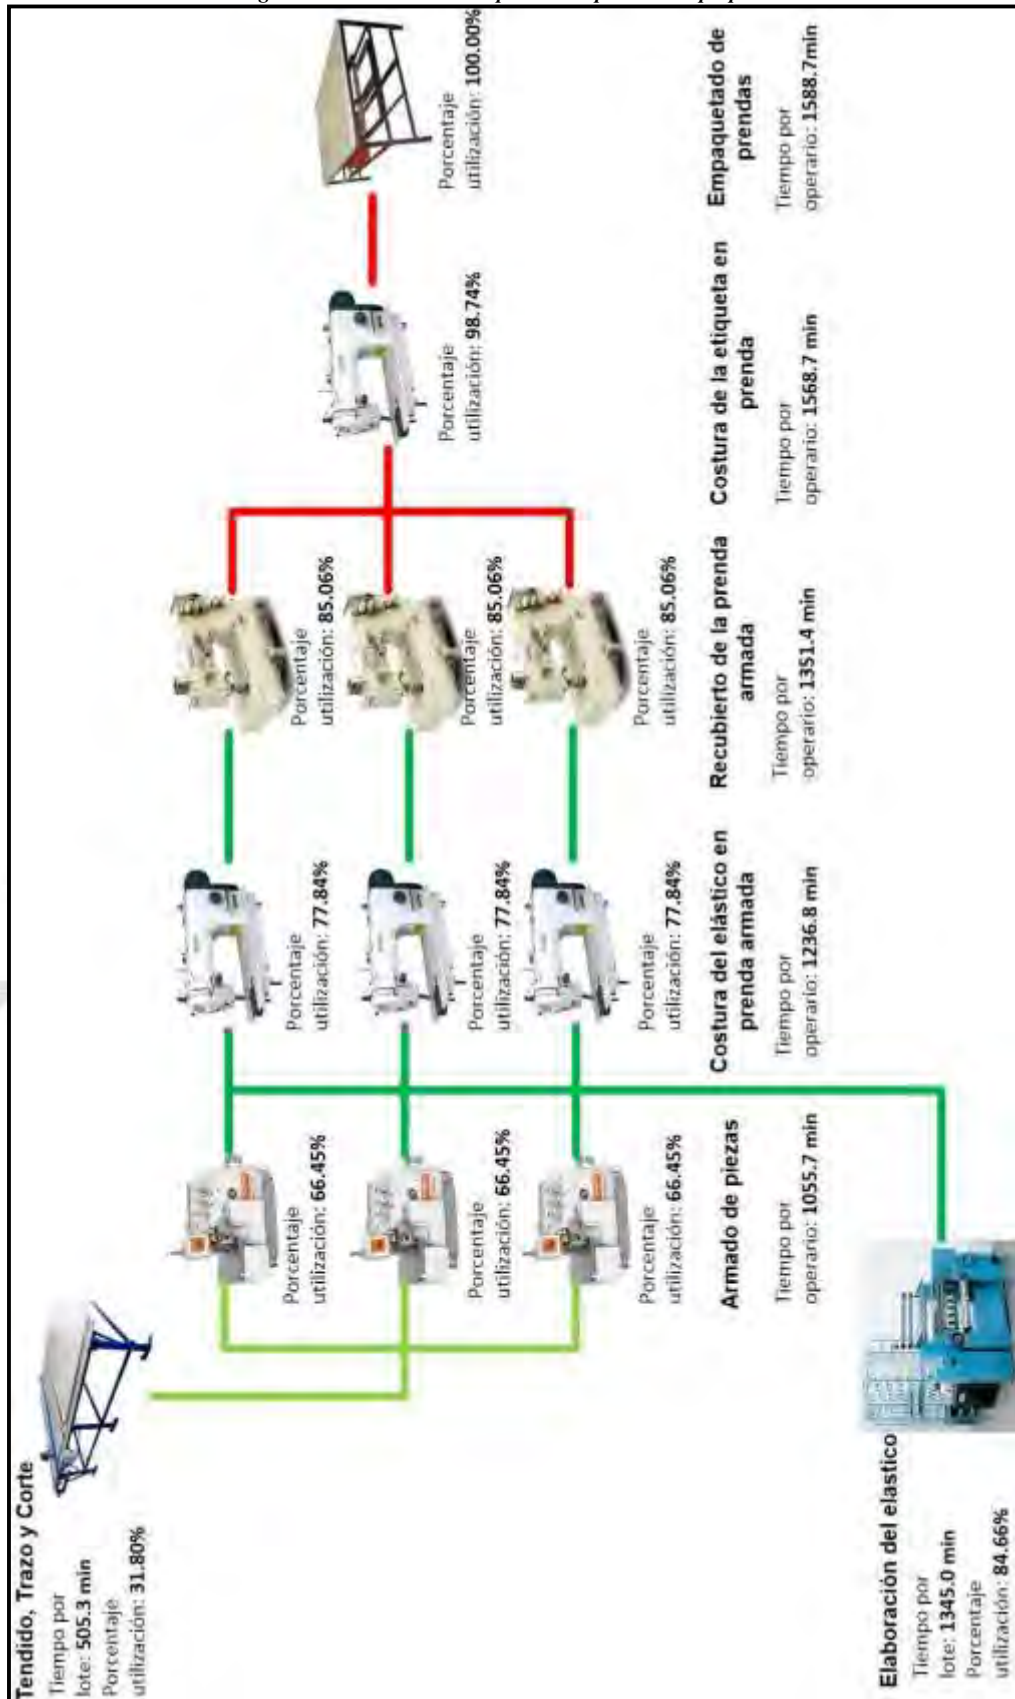 Tendido, Trazo y Corte
Tiempo por
lote: 505.3 min
Porcentaje
utilización: 31.80%
Elaboración del elastico
Tiempo por
lote: 1345.0 min
Porcentaje
utilización: 84.66%
Porcentaje
utilización: 66.45%
Porcentaje
utilización: 66.45%
Porcentaje
utilización: 66.45%
Armado de piezas
Tiempo por
operario: 1055.7 min
Porcentaje
utilización: 77.84%
Porcentaje
utilización: 77.84%
Porcentaje
utilización: 77.84%
Costura del elástico en
prenda armada
Tiempo por
operario: 1236.8 min
Porcentaje
utilización: 85.06%
Porcentaje
utilización: 85.06%
Porcentaje
utilización: 85.06%
Recubierto de la prenda
armada
Tiempo por
operario: 1351.4 min
Porcentaje
utilización: 98.74%
Costura de la etiqueta en
prenda
Tiempo por
operario: 1568.7 min
Porcentaje
utilización: 100.00%
Empaquetado de
prendas
Tiempo por
operario: 1588.7min